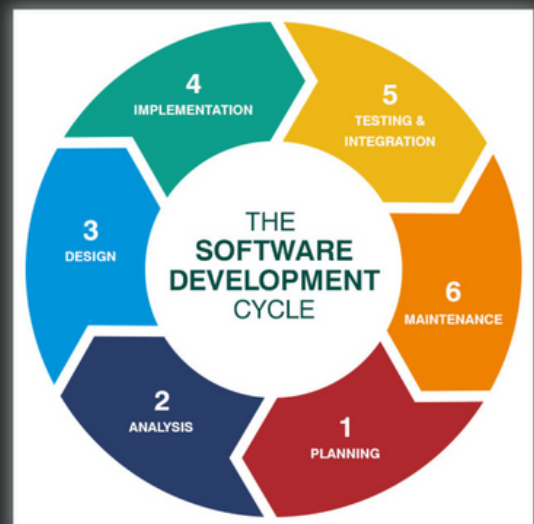 THE
SOFTWARE
DEVELOPMENT
CYCLE
1
PLANNING
2
ANALYSIS
3
DESIGN
4
IMPLEMENTATION
5
TESTING &
INTEGRATION
6
MAINTENANCE